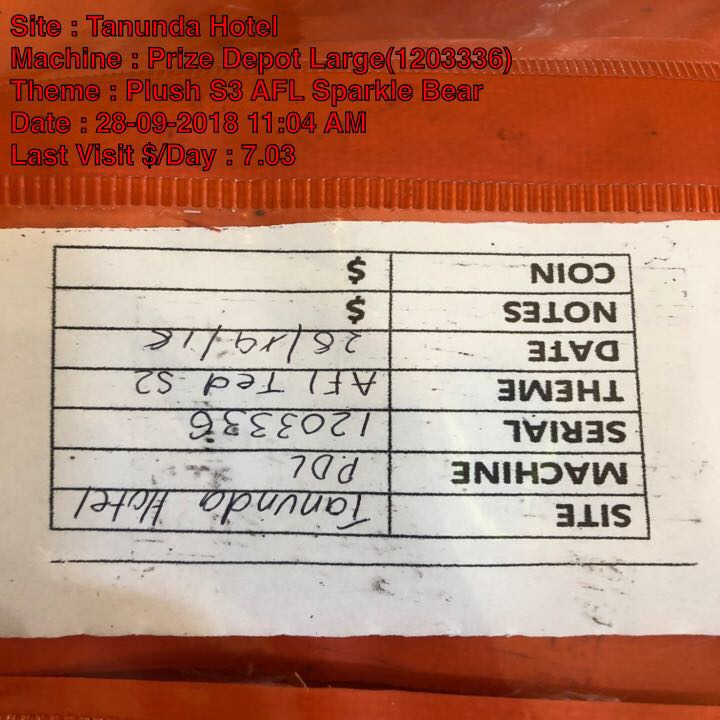 Site : Tanunda Hotel
Machine : Prize Depot Large(1203336)
Theme : Plush S3 AFL Sparkle Bear
Date : 28-09-2018 11:04 AM
Last Visit $/Day : 7.03
SITE Tanunda Hotel
MACHINE PDL
SERIAL 1203336
THEME AFL Ted S2
DATE 28/09/18
NOTES $
COIN $